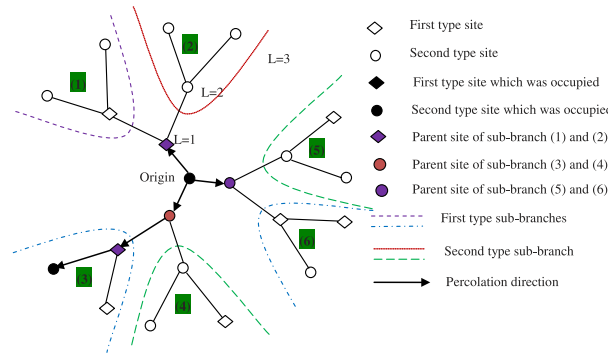 (2)
L=3
(1)
L=2
L=1
(5)
Origin
(6)
(3)
(4)
First type site
Second type site
First type site which was occupied
Second type site which was occupied
Parent site of sub-branch (1) and (2)
Parent site of sub-branch (3) and (4)
Parent site of sub-branch (5) and (6)
First type sub-branches
Second type sub-branch
Percolation direction